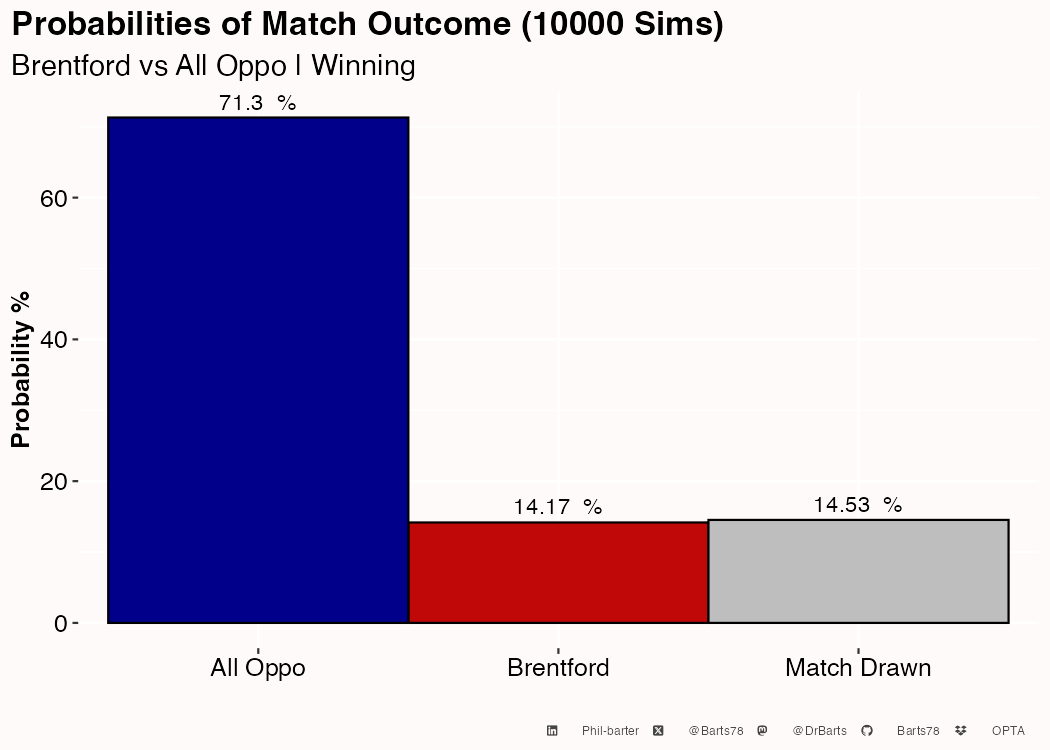 Probabilities of Match Outcome (10000 Sims)
Brentford vs All Oppo | Winning
71.3 %
60
Probability %
40
20
14.17 %
14.53 %
0
All Oppo
Brentford
Match Drawn
Phil-barter @Barts78 @DrBarts Barts78 OPTA